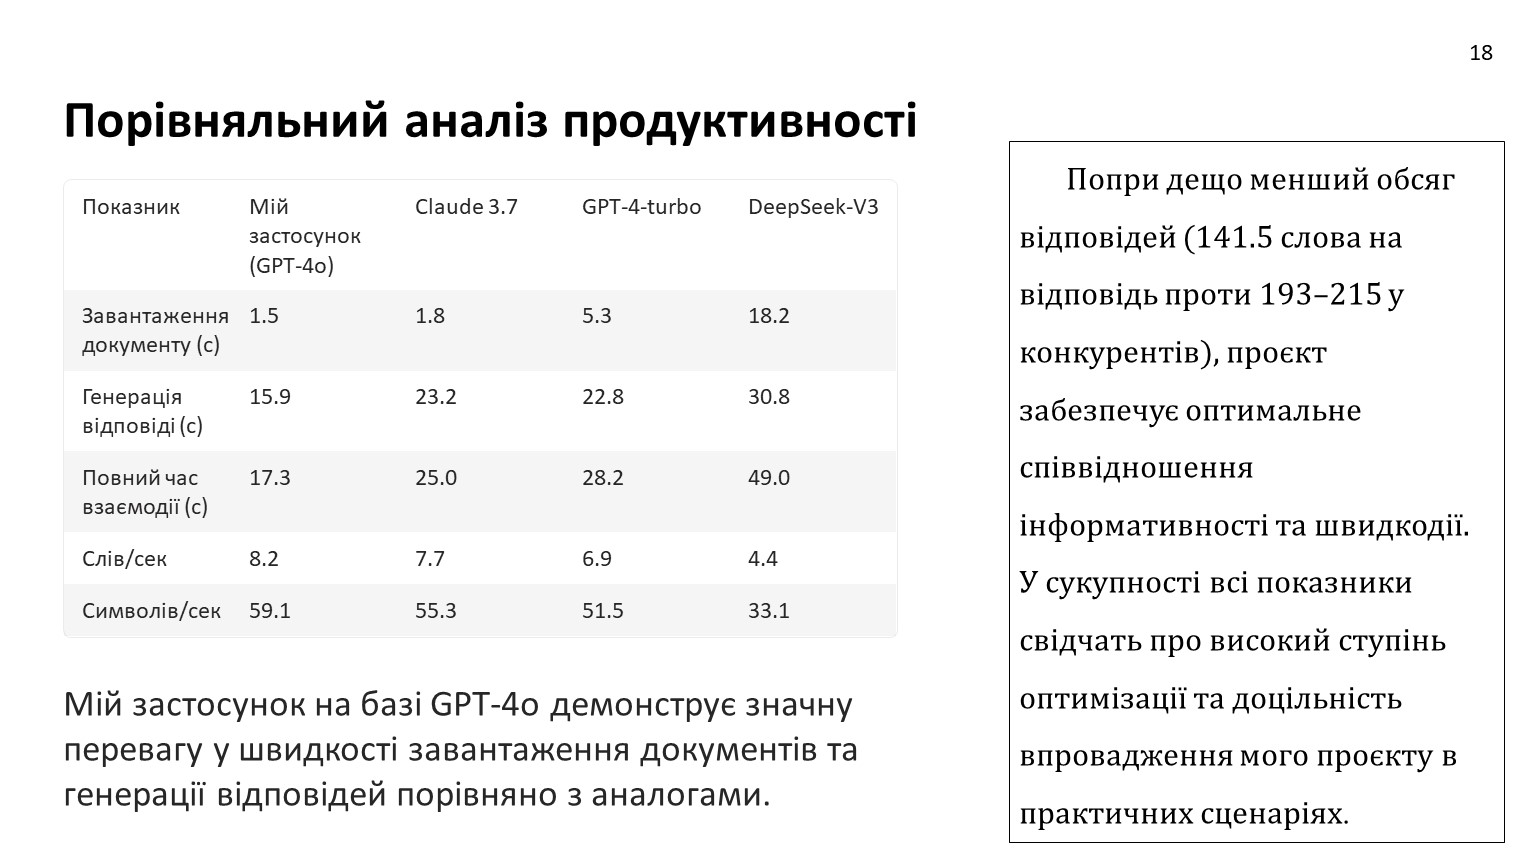 18
Порівняльний аналіз продуктивності
Показник Мій застосунок (GPT-4o) Claude 3.7 GPT-4-turbo DeepSeek-V3
Завантаження документу (с) 1.5 1.8 5.3 18.2
Генерація відповіді (с) 15.9 23.2 22.8 30.8
Повний час взаємодії (с) 17.3 25.0 28.2 49.0
Слів/сек 8.2 7.7 6.9 4.4
Символів/сек 59.1 55.3 51.5 33.1
Мій застосунок на базі GPT-4o демонструє значну
перевагу у швидкості завантаження документів та
генерації відповідей порівняно з аналогами.
Попри дещо менший обсяг
відповідей (141.5 слова на
відповідь проти 193–215 у
конкурентів), проєкт
забезпечує оптимальне
співвідношення
інформативності та швидкодії.
У сукупності всі показники
свідчать про високий ступінь
оптимізації та доцільність
впровадження мого проєкту в
практичних сценаріях.